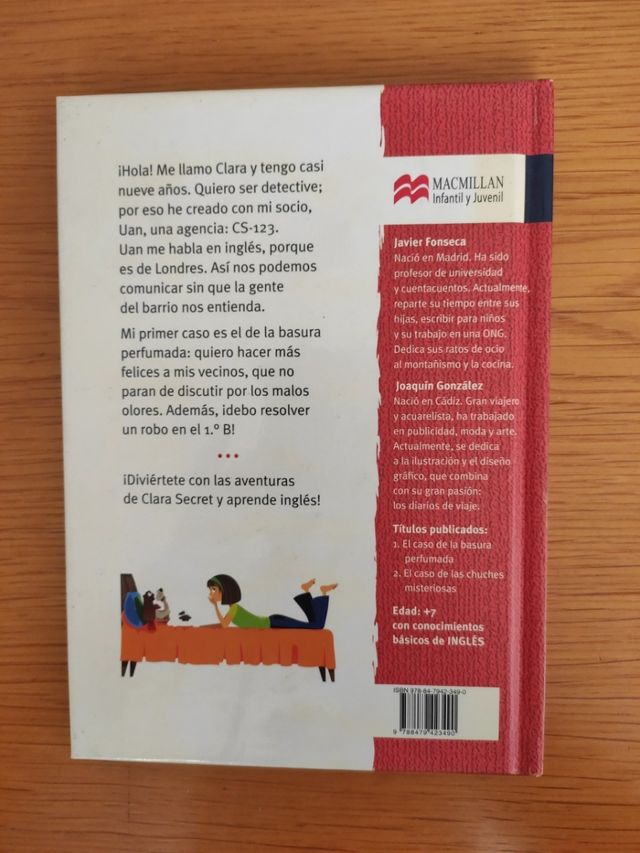 ¡Hola! Me llamo Clara y tengo casi
nueve años. Quiero ser detective;
por eso he creado con mi socio,
Uan, una agencia: CS-123.
Uan me habla en inglés, porque
es de Londres. Así nos podemos
comunicar sin que la gente
del barrio nos entienda.
Mi primer caso es el de la basura
perfumada: quiero hacer más
felices a mis vecinos, que no
paran de discutir por los malos
olores. Además, ¡debo resolver
un robo en el 1.º B!
• • •
¡Diviértete con las aventuras
de Clara Secret y aprende inglés!
MACMILLAN
Infantil y Juvenil
Javier Fonseca
Nació en Madrid. Ha sido
profesor de universidad
y cuentacuentos. Actualmente,
reparte su tiempo entre sus
hijas, escribir para niños
y su trabajo en una ONG.
Dedica sus ratos de ocio
al montañismo y la cocina.
Joaquín González
Nació en Cádiz. Gran viajero
y acuarelista, ha trabajado
en publicidad, moda y arte.
Actualmente, se dedica
a la ilustración y el diseño
gráfico, que combina
con su gran pasión:
los diarios de viaje.
Títulos publicados:
1. El caso de la basura
perfumada
2. El caso de las chuches
misteriosas
Edad: +7
con conocimientos
básicos de INGLÉS
ISBN 978-84-7942-349-0
9 788479 423490